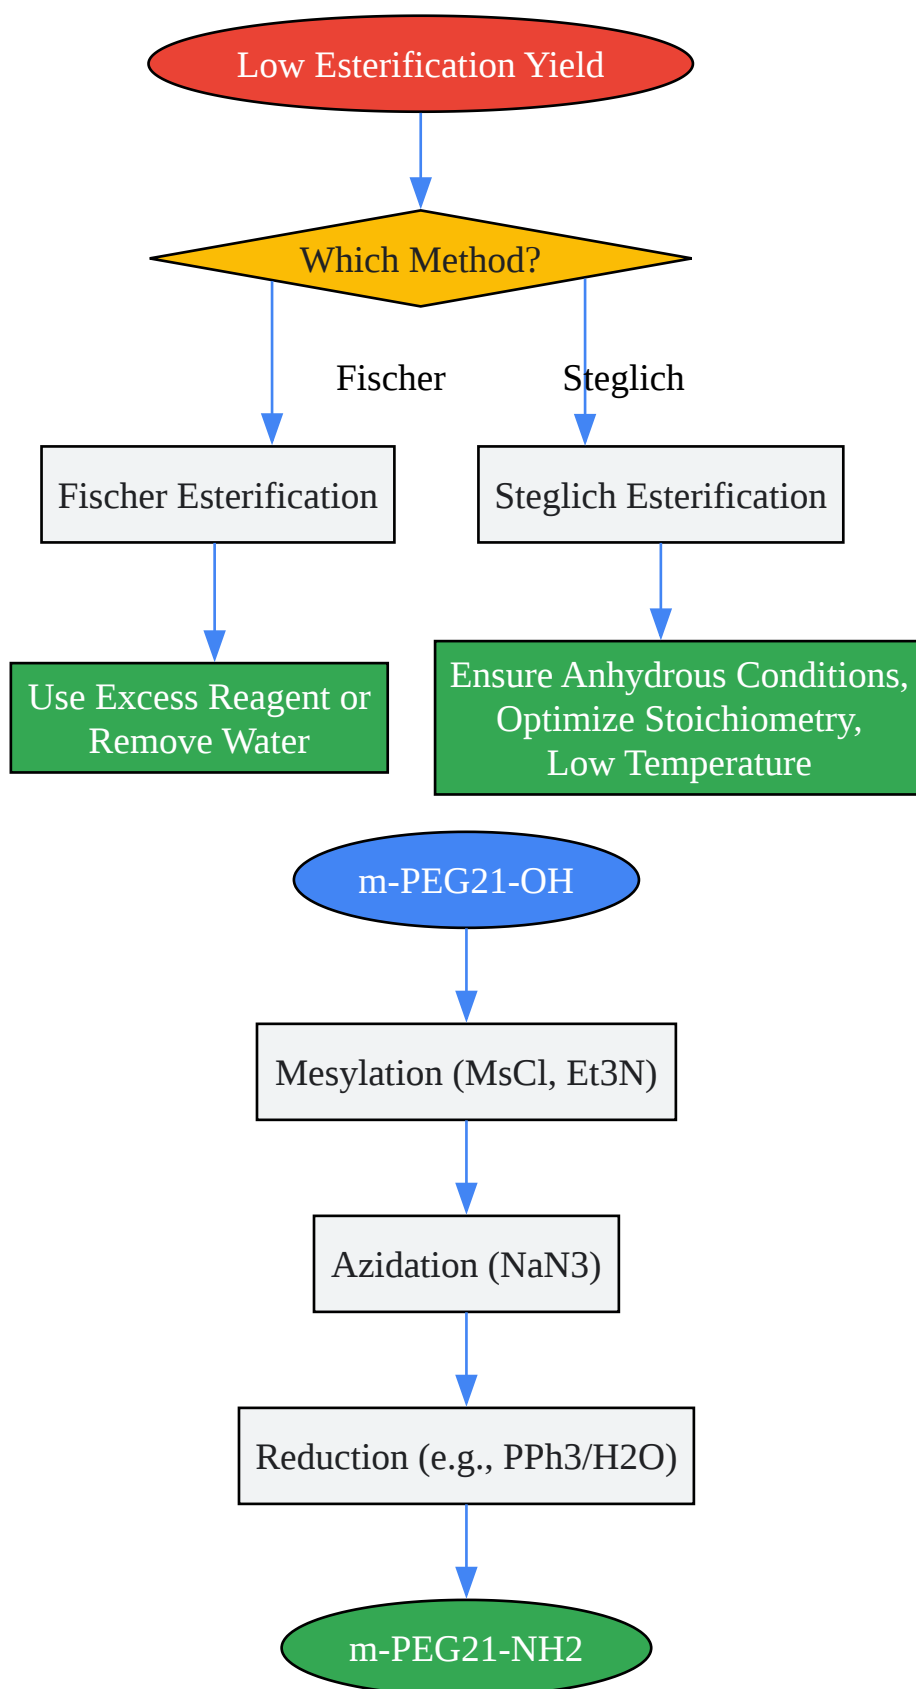 Low Esterification Yield
Which Method?
Fischer
Steglich
Fischer Esterification
Steglich Esterification
Use Excess Reagent or
Remove Water
Ensure Anhydrous Conditions,
Optimize Stoichiometry,
Low Temperature
m-PEG21-OH
Mesylation (MsCl, Et3N)
Azidation (NaN3)
Reduction (e.g., PPh3/H2O)
m-PEG21-NH2